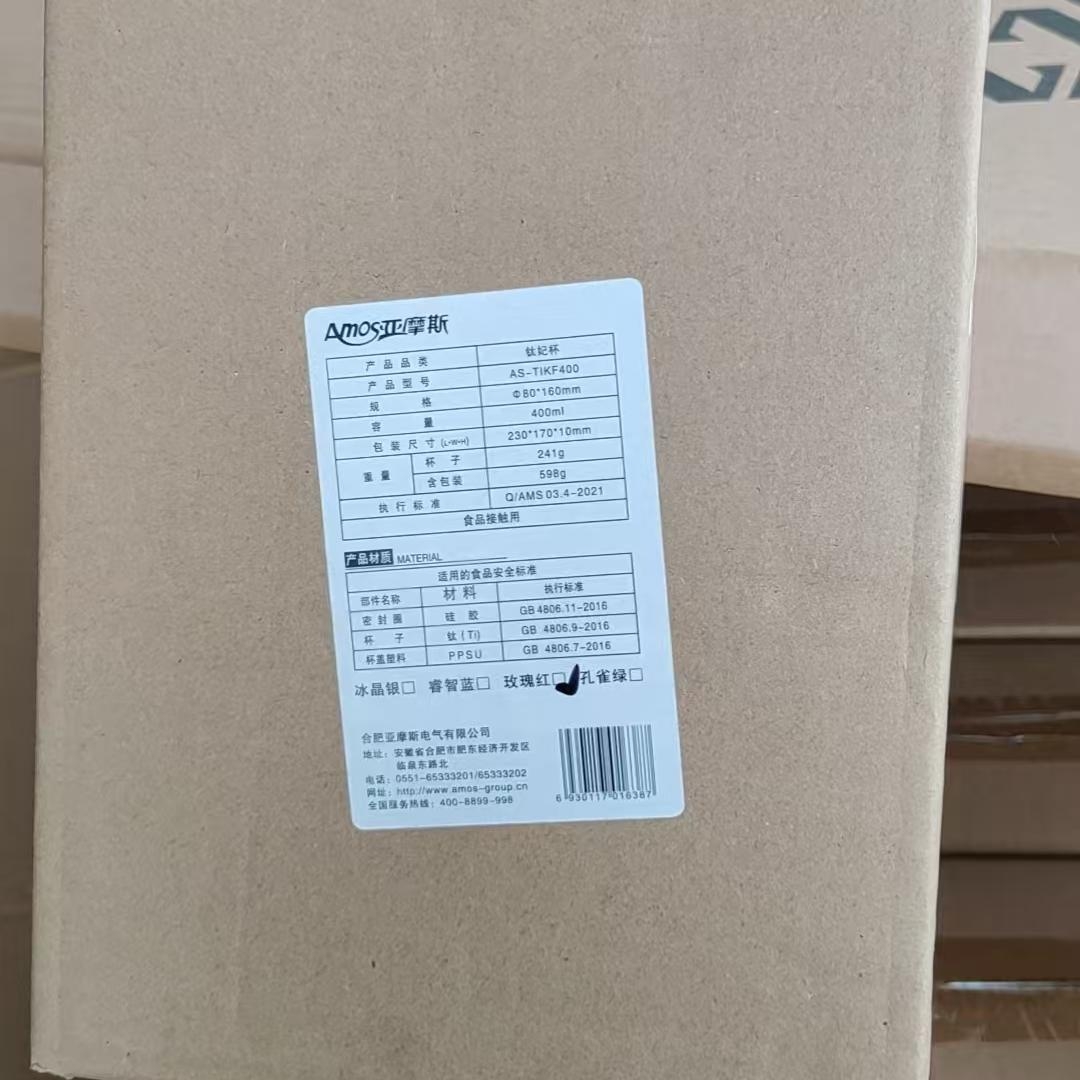 Amos亚摩斯
产品品类 钛妃杯
产品型号 AS-TIKF400
规格 Φ80*160mm
容量 400ml
包装尺寸(L*W*H) 230*170*10mm
重量 杯子 241g
含包装 598g
执行标准 Q/AMS 03.4-2021
食品接触用
产品材质 MATERIAL
适用的食品安全标准
部件名称 材料 执行标准
密封圈 硅胶 GB 4806.11-2016
杯子 钛(Ti) GB 4806.9-2016
杯盖塑料 PPSU GB 4806.7-2016
冰晶银□ 睿智蓝□ 玫瑰红□ 孔雀绿□
合肥亚摩斯电气有限公司
地址：安徽省合肥市肥东经济开发区
临泉东路北
电话：0551-65333201/65333202
网址：http://www.amos-group.cn
全国服务热线：400-8899-998
6 930117 016387